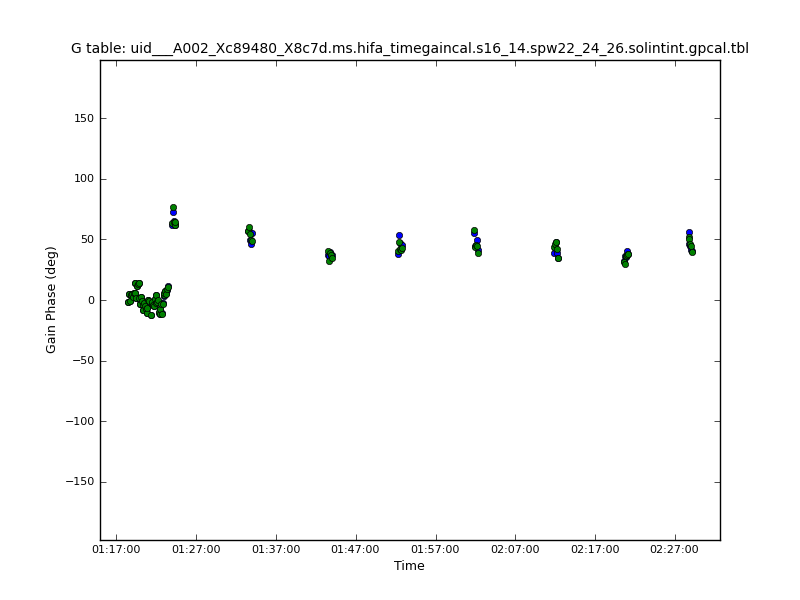 G table: uid___A002_Xc89480_X8c7d.ms.hifa_timegaincal.s16_14.spw22_24_26.solintint.gpcal.tbl
Gain Phase (deg)
150
100
50
0
−50
−100
−150
01:17:00 01:27:00 01:37:00 01:47:00 01:57:00 02:07:00 02:17:00 02:27:00
Time